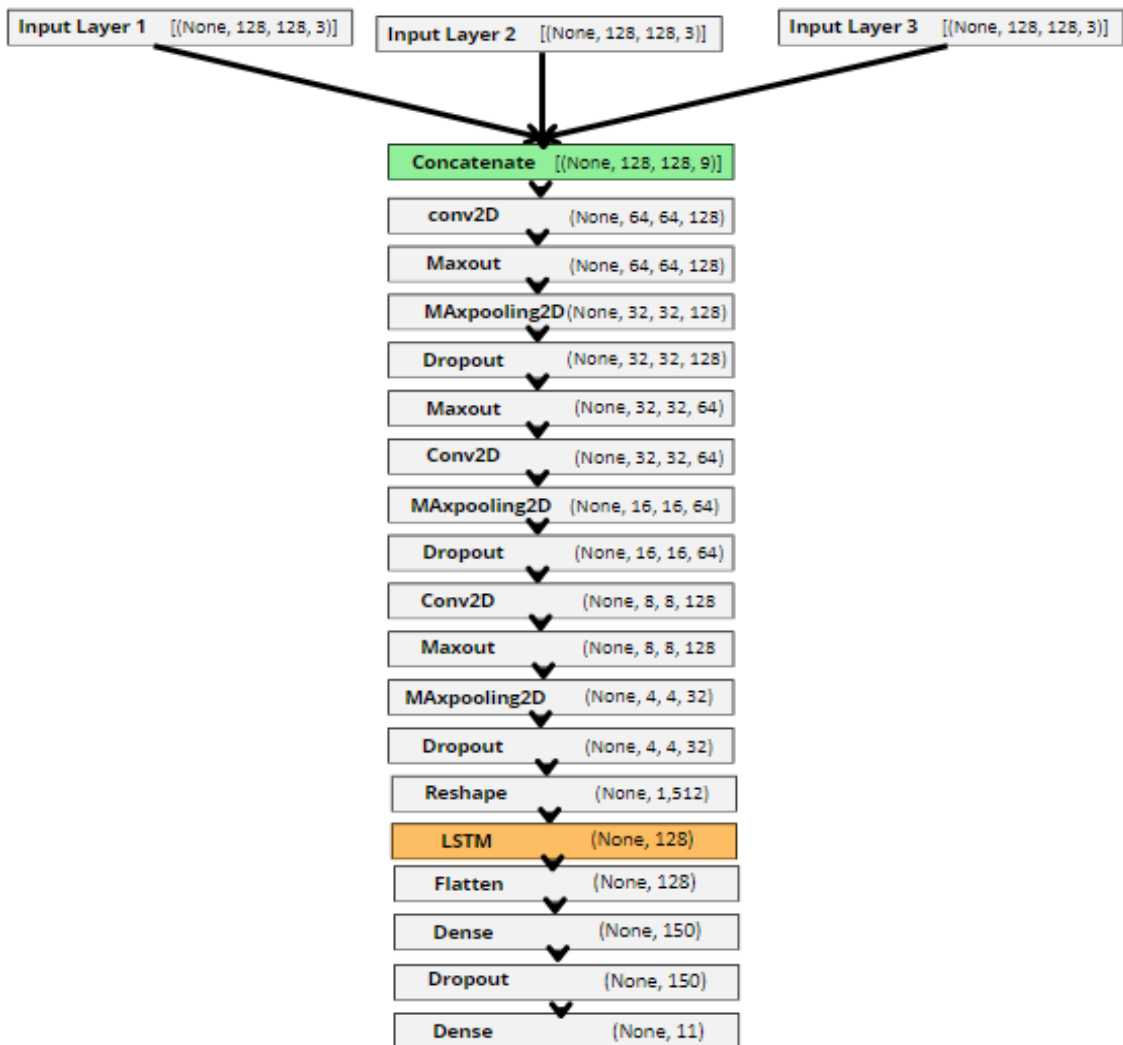 Input Layer 1 [(None, 128, 128, 3)]
Input Layer 2 [(None, 128, 128, 3)]
Input Layer 3 [(None, 128, 128, 3)]
Concatenate [(None, 128, 128, 9)]
conv2D (None, 64, 64, 128)
Maxout (None, 64, 64, 128)
MAxpooling2D (None, 32, 32, 128)
Dropout (None, 32, 32, 128)
Maxout (None, 32, 32, 64)
Conv2D (None, 32, 32, 64)
MAxpooling2D (None, 16, 16, 64)
Dropout (None, 16, 16, 64)
Conv2D (None, 8, 8, 128
Maxout (None, 8, 8, 128
MAxpooling2D (None, 4, 4, 32)
Dropout (None, 4, 4, 32)
Reshape (None, 1,512)
LSTM (None, 128)
Flatten (None, 128)
Dense (None, 150)
Dropout (None, 150)
Dense (None, 11)